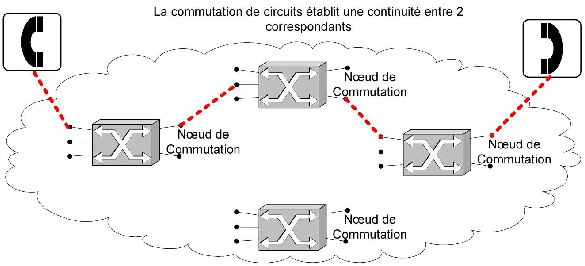 La commutation de circuits établit une continuité entre 2
correspondants
Nœud de
Commutation
Nœud de
Commutation
Nœud de
Commutation
Nœud de
Commutation